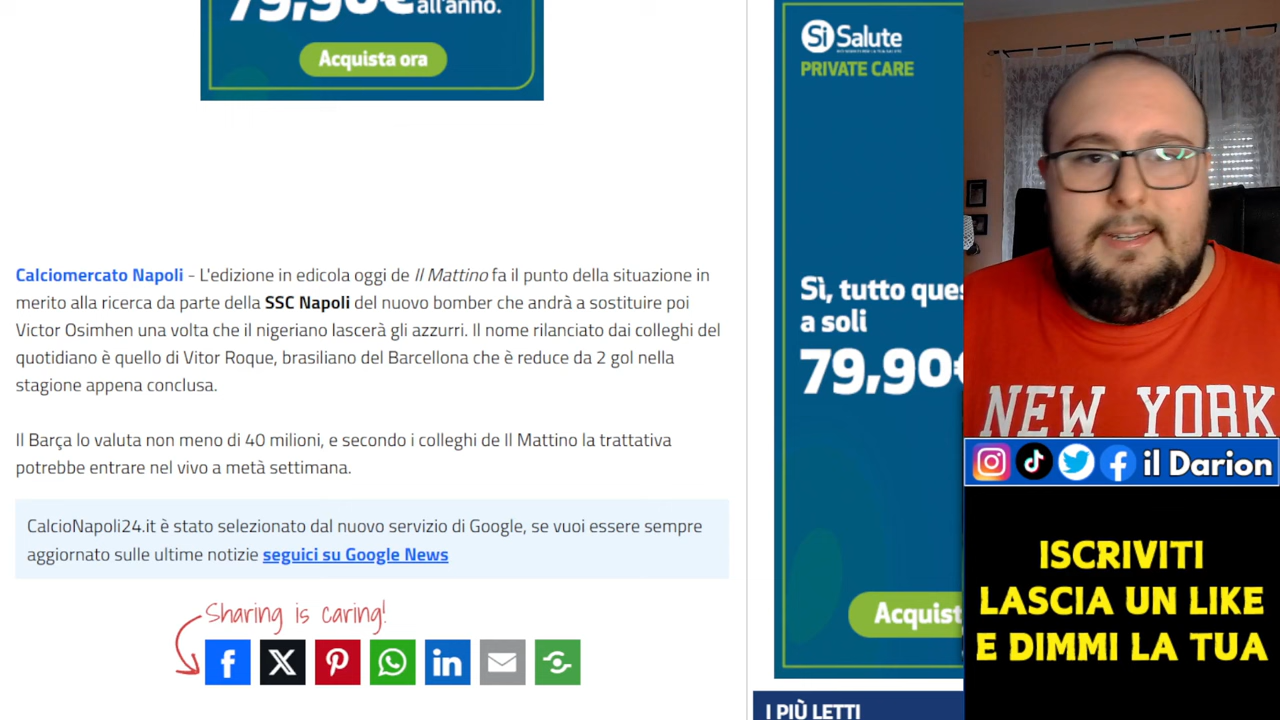 79,90€ all'anno.
Acquista ora
Calciomercato Napoli - L'edizione in edicola oggi de Il Mattino fa il punto della situazione in
merito alla ricerca da parte della SSC Napoli del nuovo bomber che andrà a sostituire poi
Victor Osimhen una volta che il nigeriano lascerà gli azzurri. Il nome rilanciato dai colleghi del
quotidiano è quello di Vitor Roque, brasiliano del Barcellona che è reduce da 2 gol nella
stagione appena conclusa.
Il Barça lo valuta non meno di 40 milioni, e secondo i colleghi de Il Mattino la trattativa
potrebbe entrare nel vivo a metà settimana.
CalcioNapoli24.it è stato selezionato dal nuovo servizio di Google, se vuoi essere sempre
aggiornato sulle ultime notizie seguici su Google News
Sharing is caring!
Sì Salute
PRIVATE CARE
Sì, tutto ques
a soli
79,90€
Acquist
I PIÙ LETTI
NEW YORK
il Darion
ISCRIVITI
LASCIA UN LIKE
E DIMMI LA TUA